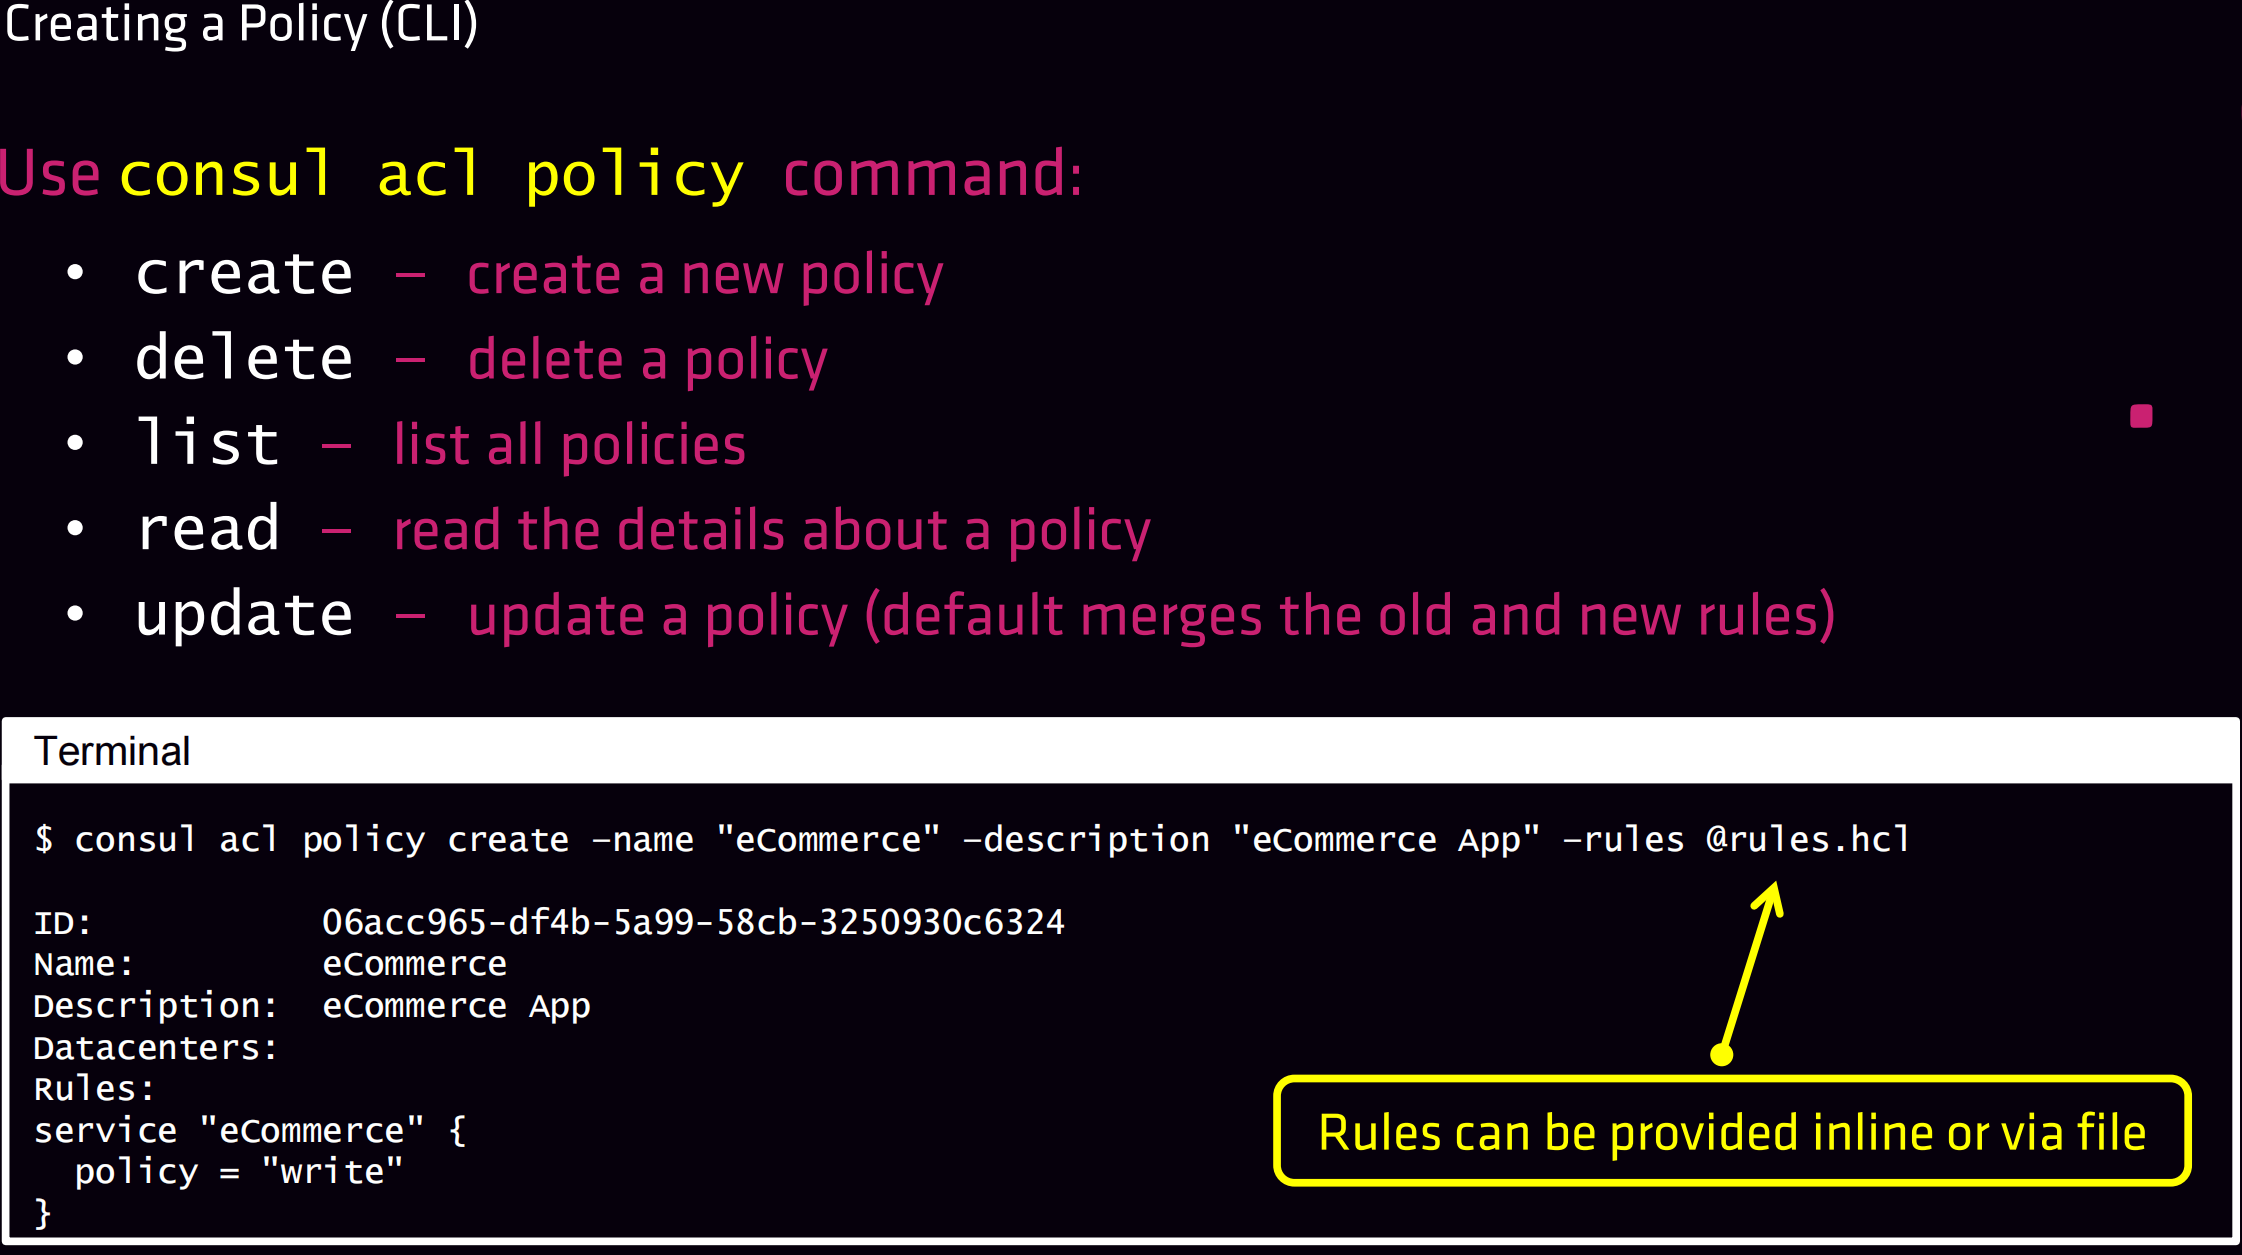 Creating a Policy (CLI)
Use consul acl policy command:
• create – create a new policy
• delete – delete a policy
• list – list all policies
• read – read the details about a policy
• update – update a policy (default merges the old and new rules)
Terminal
$ consul acl policy create –name "eCommerce" –description "eCommerce App" –rules @rules.hcl
ID: 06acc965-df4b-5a99-58cb-3250930c6324
Name: eCommerce
Description: eCommerce App
Datacenters:
Rules:
service "eCommerce" {
policy = "write"
}
Rules can be provided inline or via file